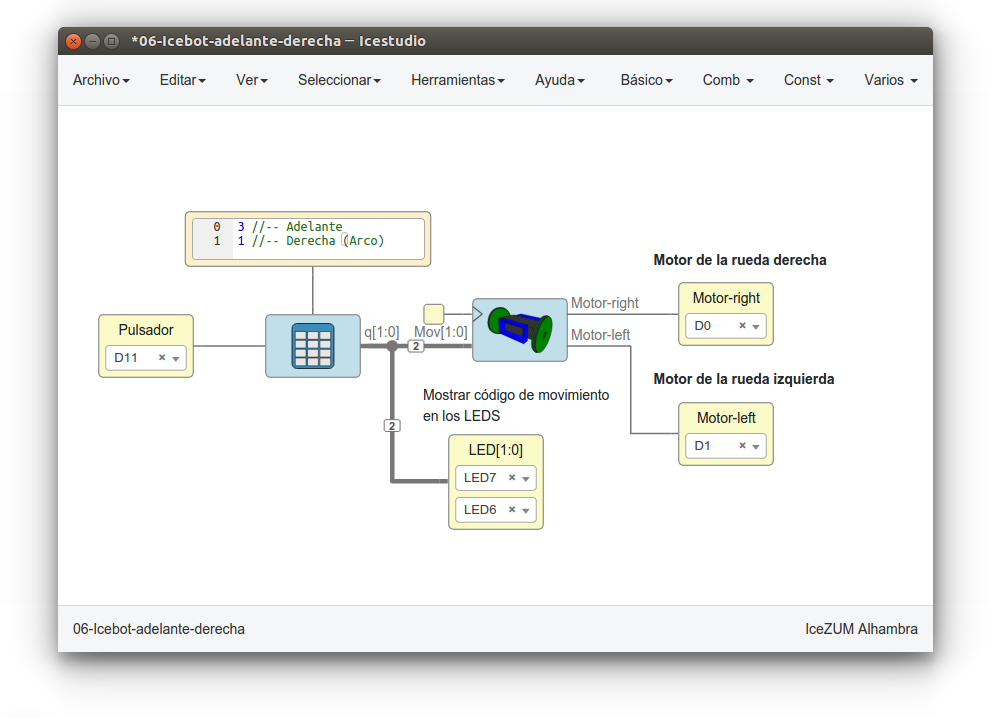 *06-Icebot-adelante-derecha – Icestudio
Archivo Editar Ver Seleccionar Herramientas Ayuda Básico Comb Const Varios
0 3 //-- Adelante
1 1 //-- Derecha (Arco)
Motor de la rueda derecha
Motor-right
D0
Pulsador
D11
q[1:0]
2
Mov[1:0]
Motor-right
Motor-left
Motor de la rueda izquierda
Motor-left
D1
Mostrar código de movimiento
en los LEDS
2
LED[1:0]
LED7
LED6
06-Icebot-adelante-derecha
IceZUM Alhambra